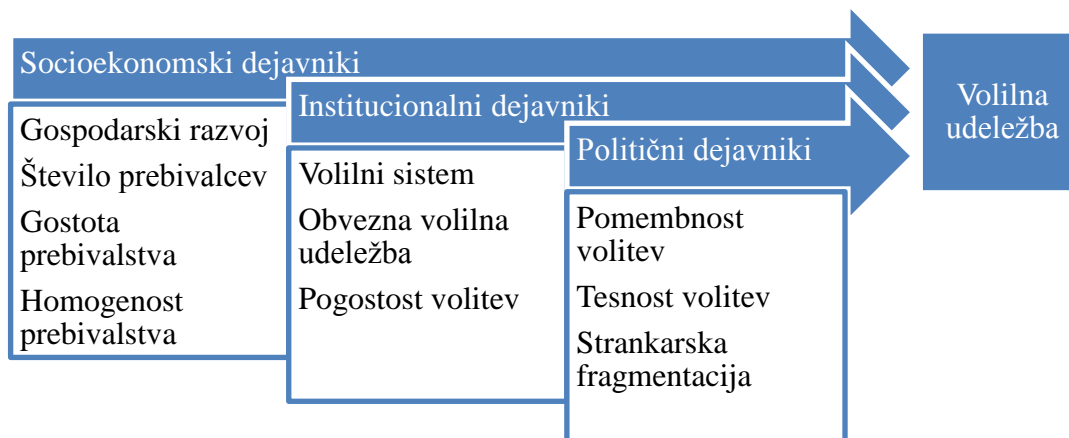 Socioekonomski dejavniki
Gospodarski razvoj
Število prebivalcev
Gostota
prebivalstva
Homogenost
prebivalstva
Institucionalni dejavniki
Volilni sistem
Obvezna volilna
udeležba
Pogostost volitev
Politični dejavniki
Pomembnost
volitev
Tesnost volitev
Strankarska
fragmentacija
Volilna
udeležba